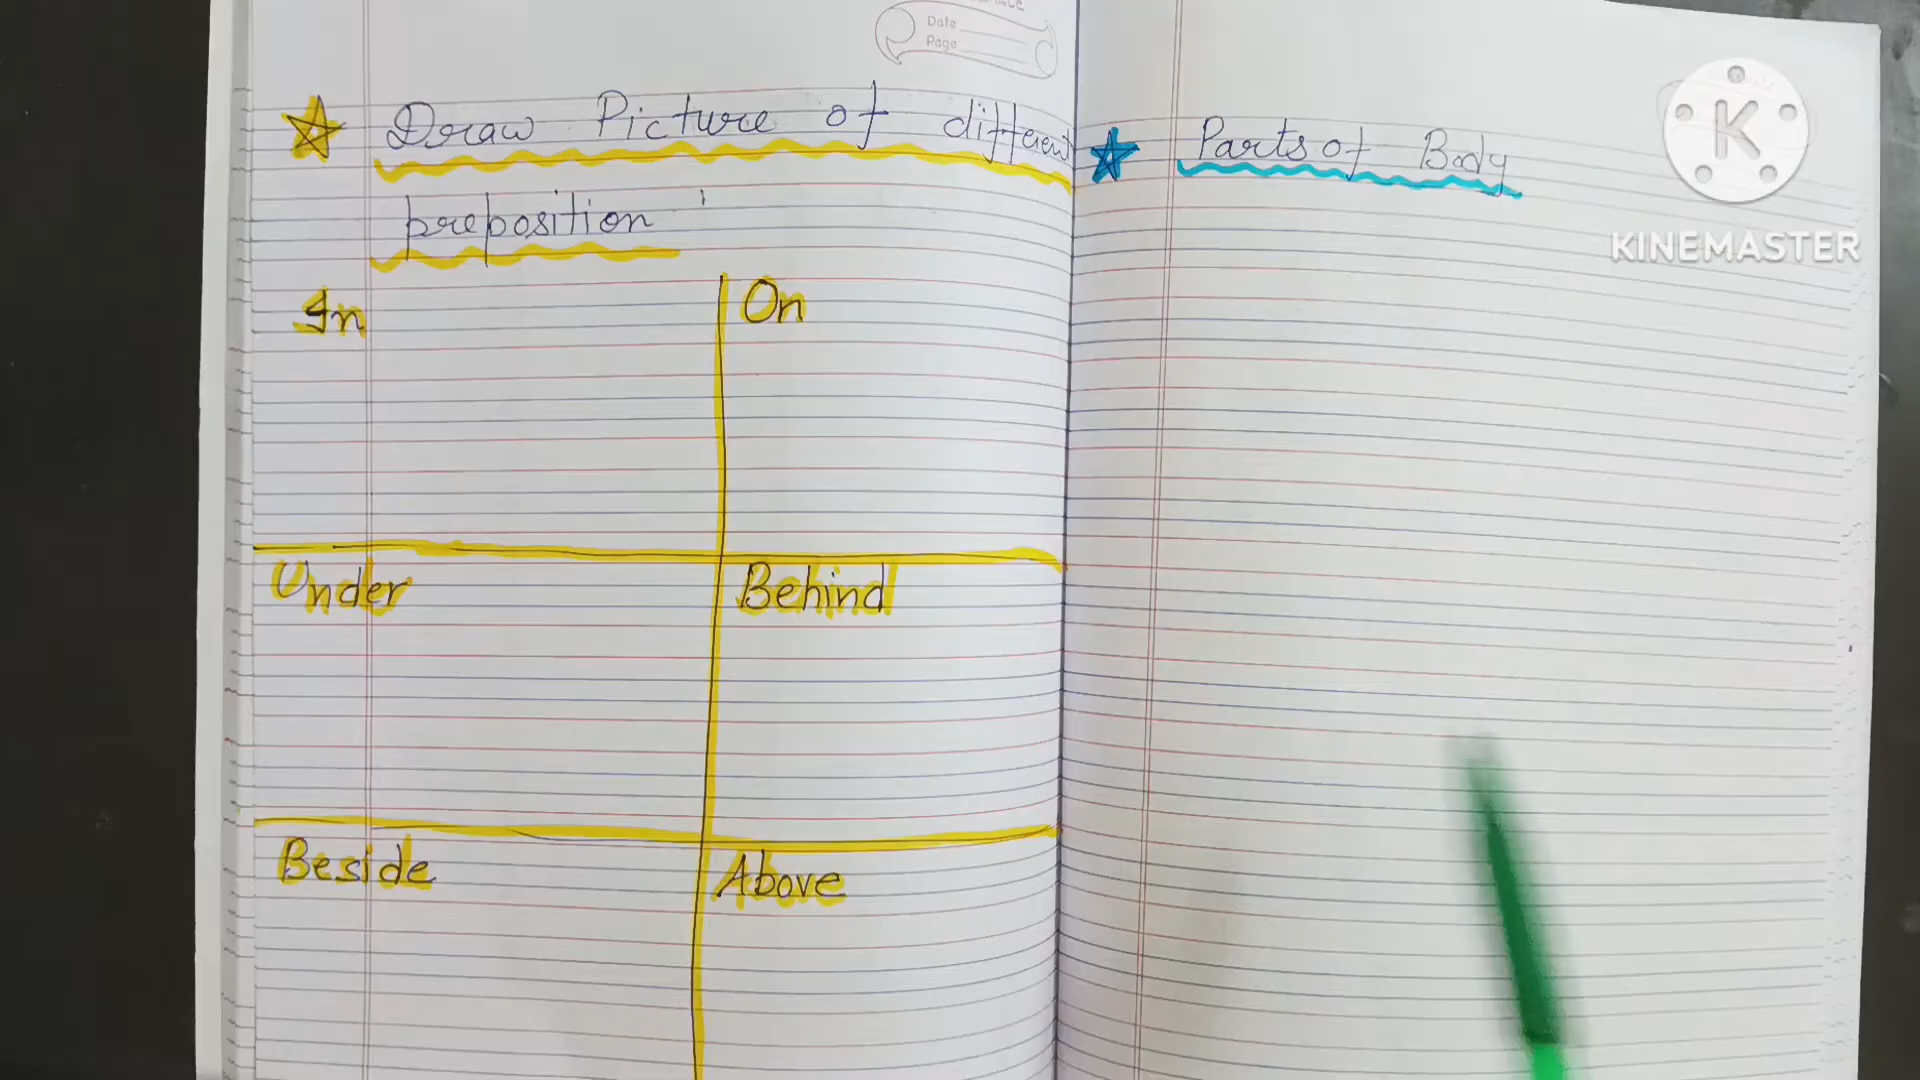 Date
Page
Draw Picture of different
preposition
In
On
Under
Behind
Beside
Above
Parts of Body
K
KINEMASTER